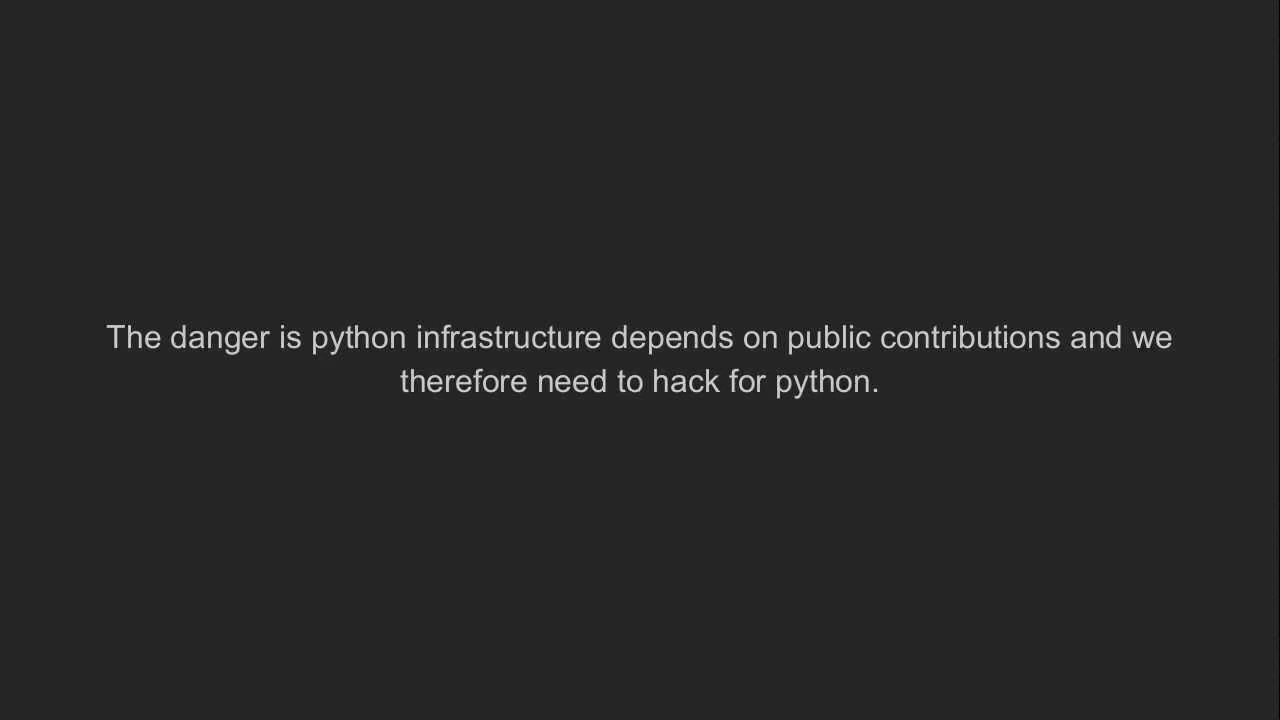 The danger is python infrastructure depends on public contributions and we
therefore need to hack for python.